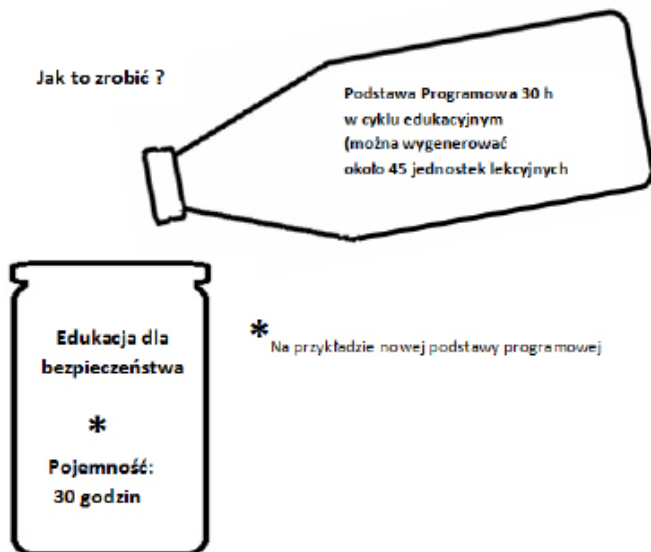 Jak to zrobić ?
Podstawa Programowa 30 h
w cyklu edukacyjnym
(można wygenerować
około 45 jednostek lekcyjnych
Edukacja dla
bezpieczeństwa
*
Pojemność:
30 godzin
*Na przykładzie nowej podstawy programowej